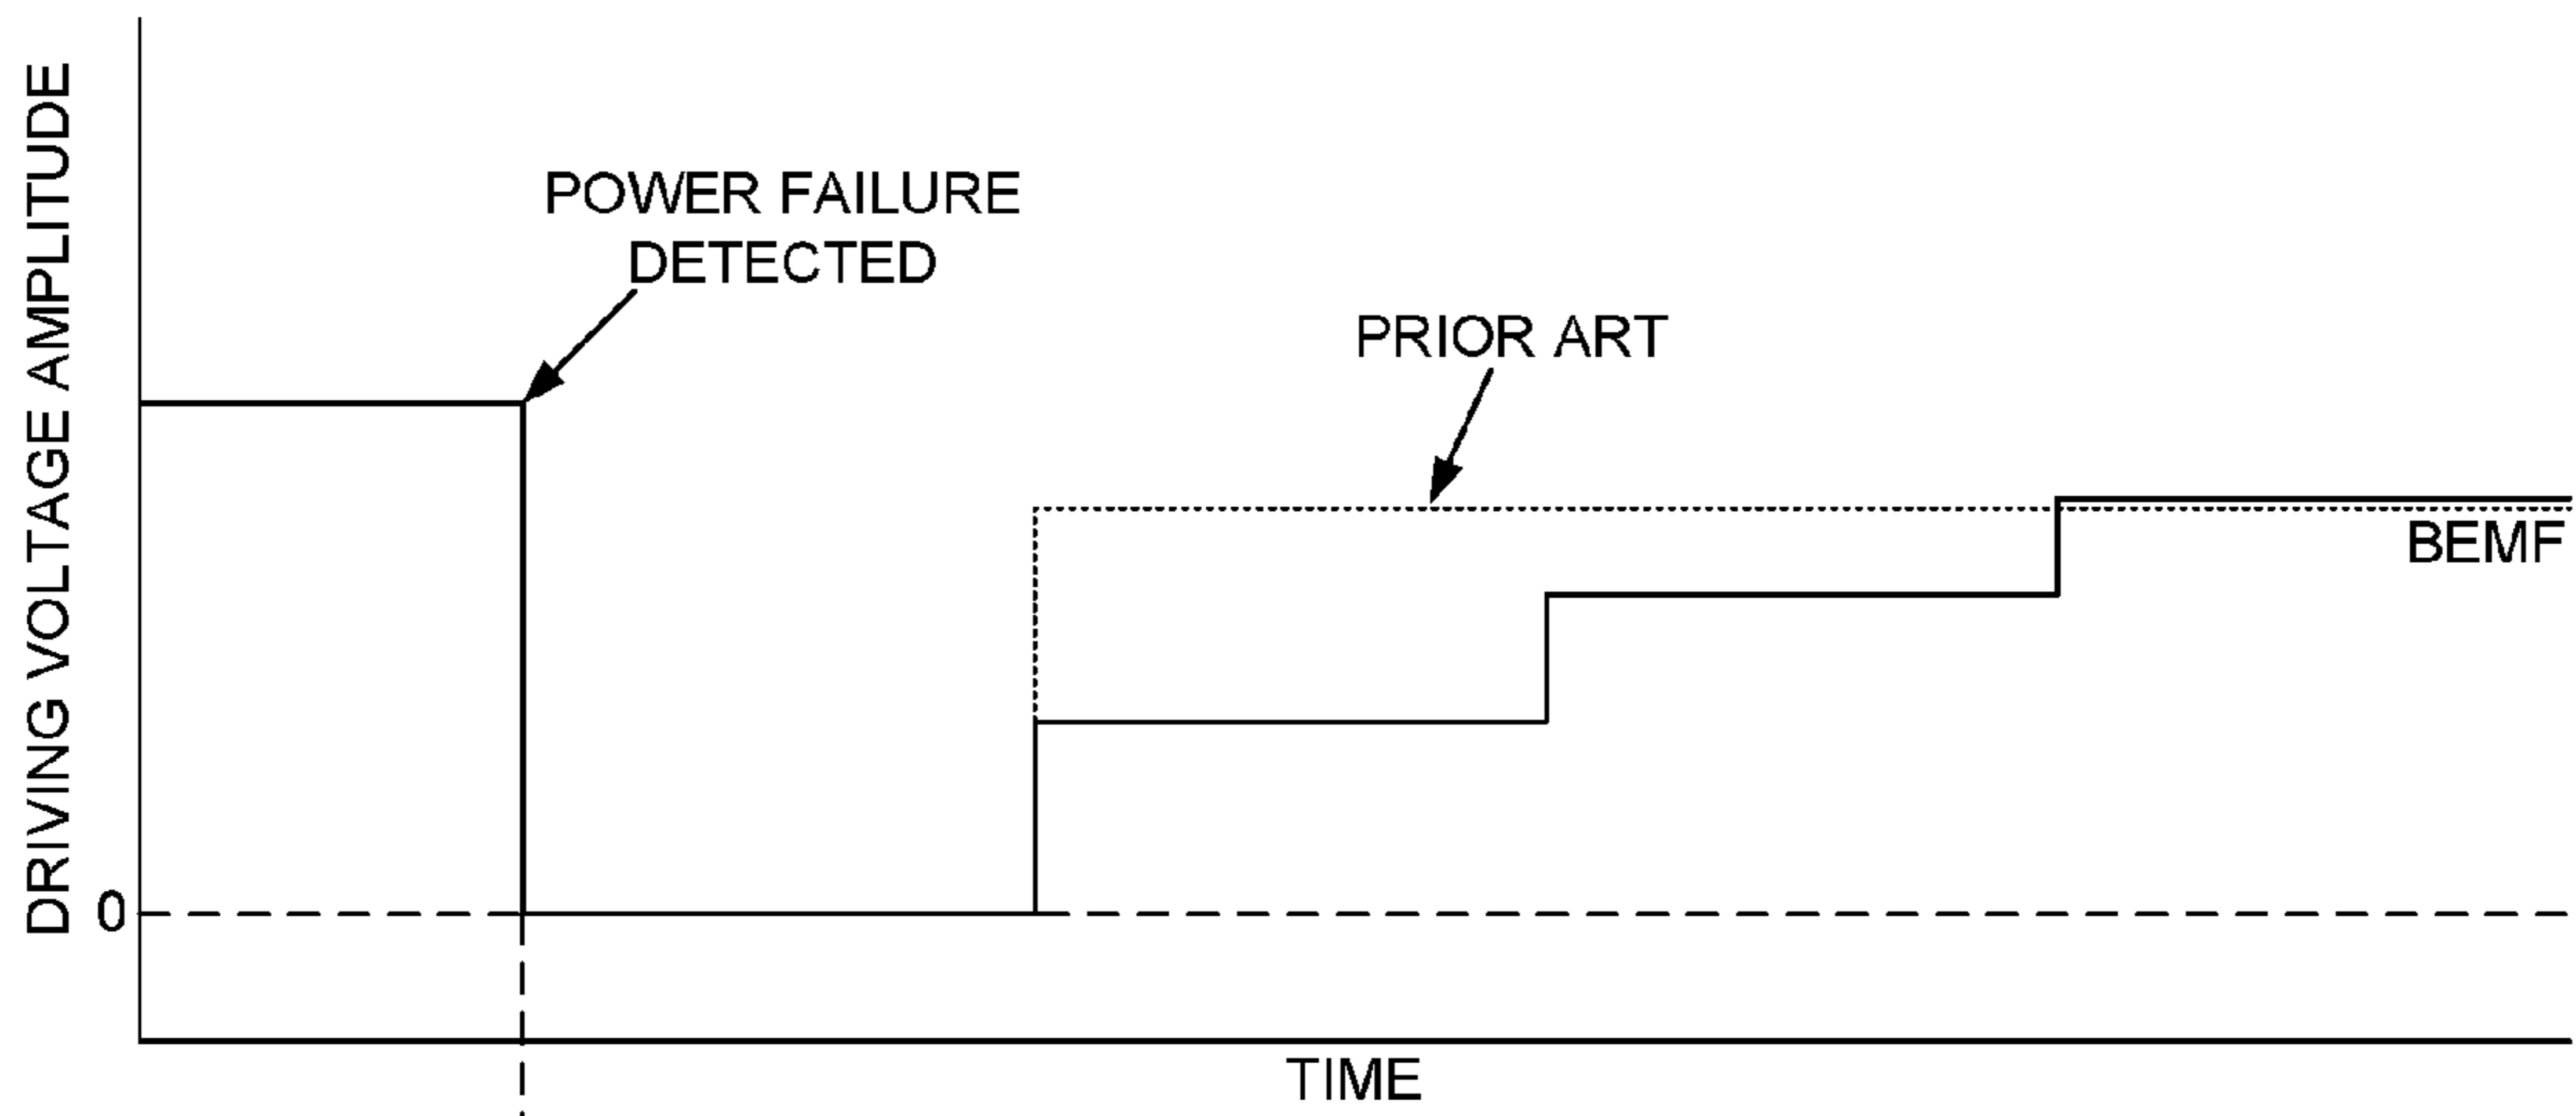 DRIVING VOLTAGE AMPLITUDE
POWER FAILURE
DETECTED
PRIOR ART
BEMF
0
TIME